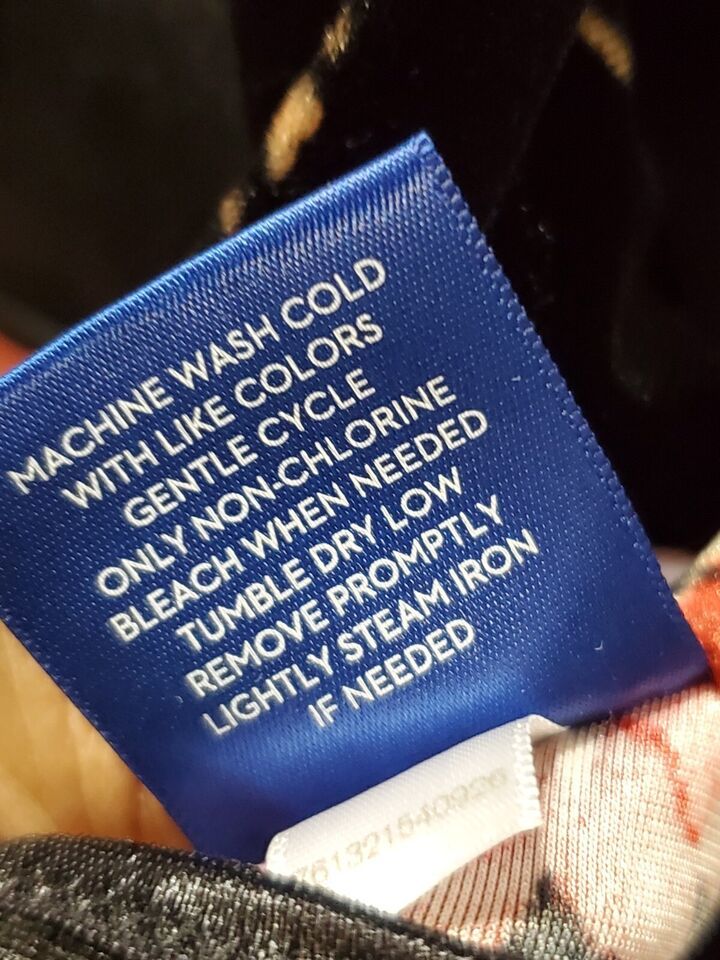 MACHINE WASH COLD
WITH LIKE COLORS
GENTLE CYCLE
ONLY NON-CHLORINE
BLEACH WHEN NEEDED
TUMBLE DRY LOW
REMOVE PROMPTLY
LIGHTLY STEAM IRON
IF NEEDED
761321540926